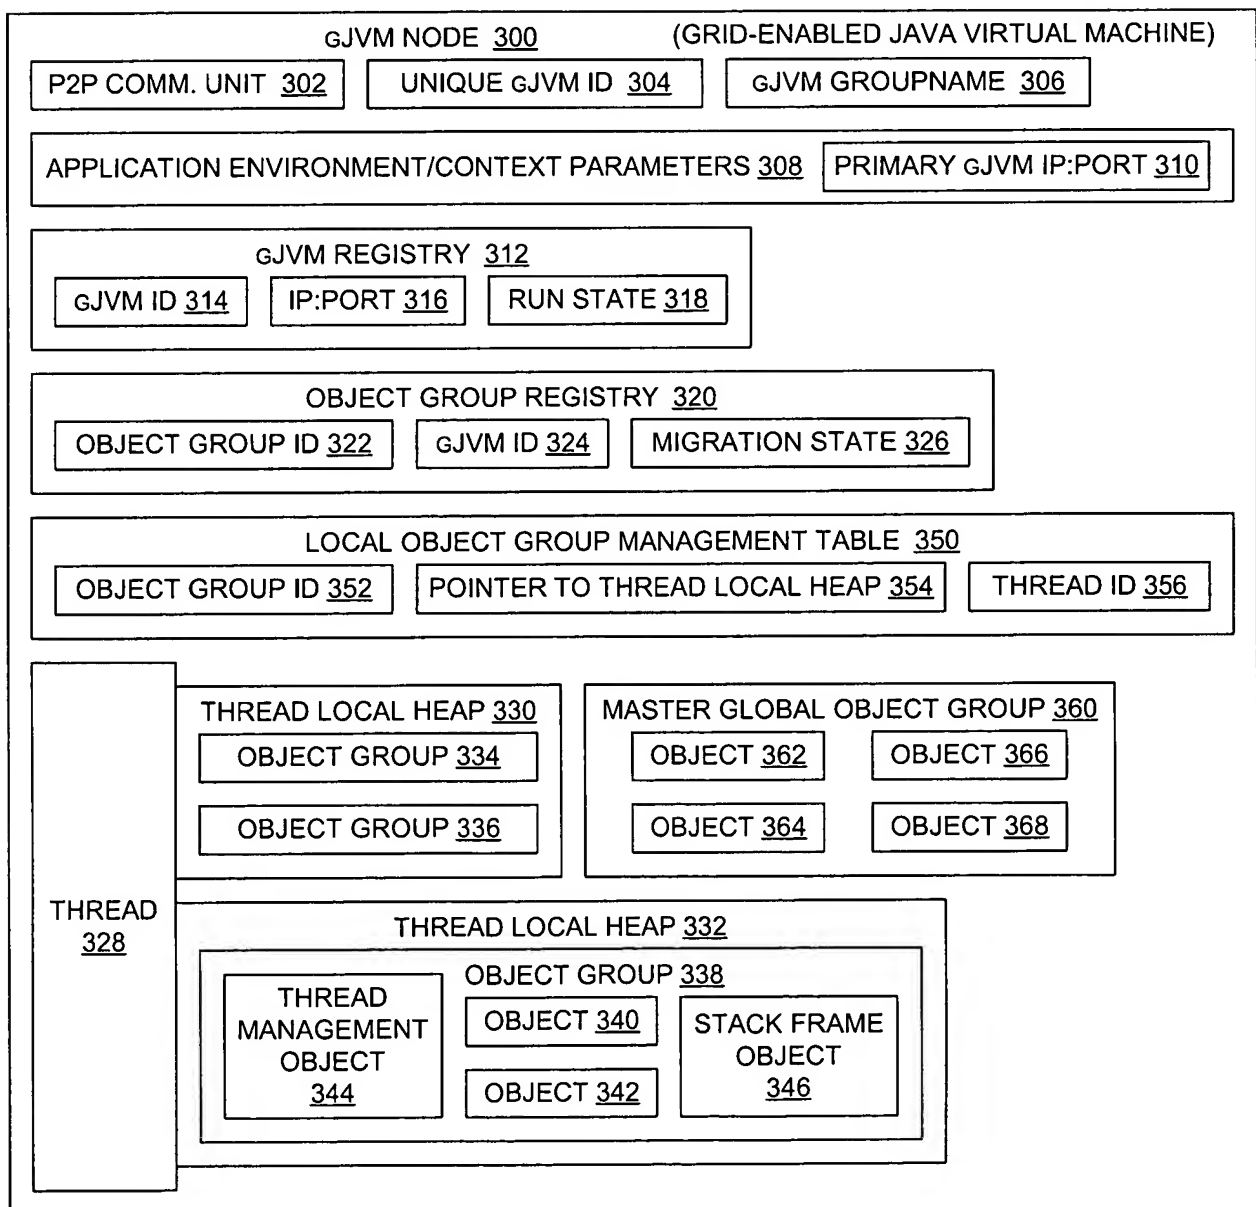 GJVM NODE 300 (GRID-ENABLED JAVA VIRTUAL MACHINE)
P2P COMM. UNIT 302
UNIQUE GJVM ID 304
GJVM GROUPNAME 306
APPLICATION ENVIRONMENT/CONTEXT PARAMETERS 308
PRIMARY GJVM IP:PORT 310
GJVM REGISTRY 312
GJVM ID 314
IP:PORT 316
RUN STATE 318
OBJECT GROUP REGISTRY 320
OBJECT GROUP ID 322
GJVM ID 324
MIGRATION STATE 326
LOCAL OBJECT GROUP MANAGEMENT TABLE 350
OBJECT GROUP ID 352
POINTER TO THREAD LOCAL HEAP 354
THREAD ID 356
THREAD
328
THREAD LOCAL HEAP 330
OBJECT GROUP 334
OBJECT GROUP 336
MASTER GLOBAL OBJECT GROUP 360
OBJECT 362
OBJECT 366
OBJECT 364
OBJECT 368
THREAD LOCAL HEAP 332
OBJECT GROUP 338
THREAD
MANAGEMENT
OBJECT
344
OBJECT 340
OBJECT 342
STACK FRAME
OBJECT
346